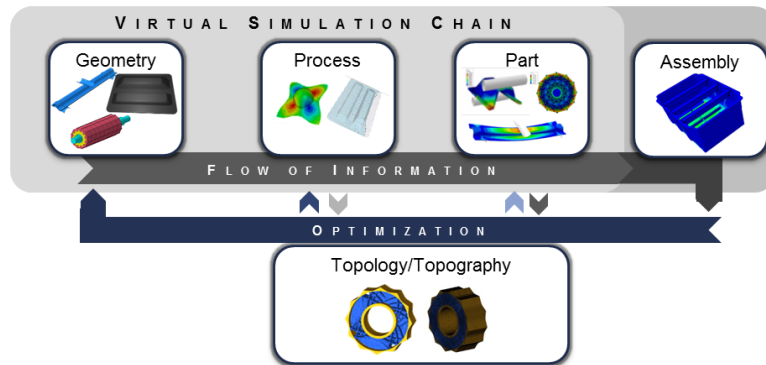 VIRTUAL SIMULATION CHAIN
Geometry
Process
Part
Assembly
FLOW OF INFORMATION
OPTIMIZATION
Topology/Topography